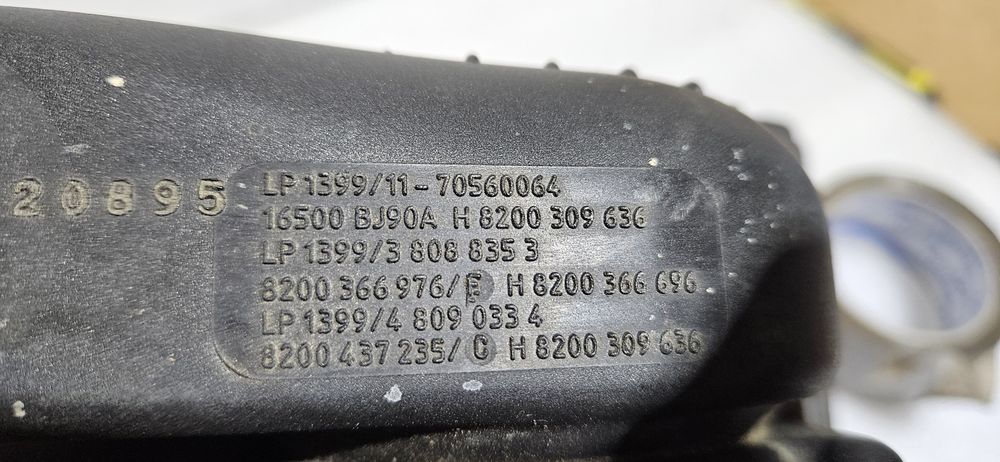 20895
LP 1399/11-70560064
16500 BJ90A H 8200 309 636
LP 1399/3 808 835 3
8200 366 976/E H 8200 366 696
LP 1399/4 809 033 4
8200 437 235/C H 8200 309 636